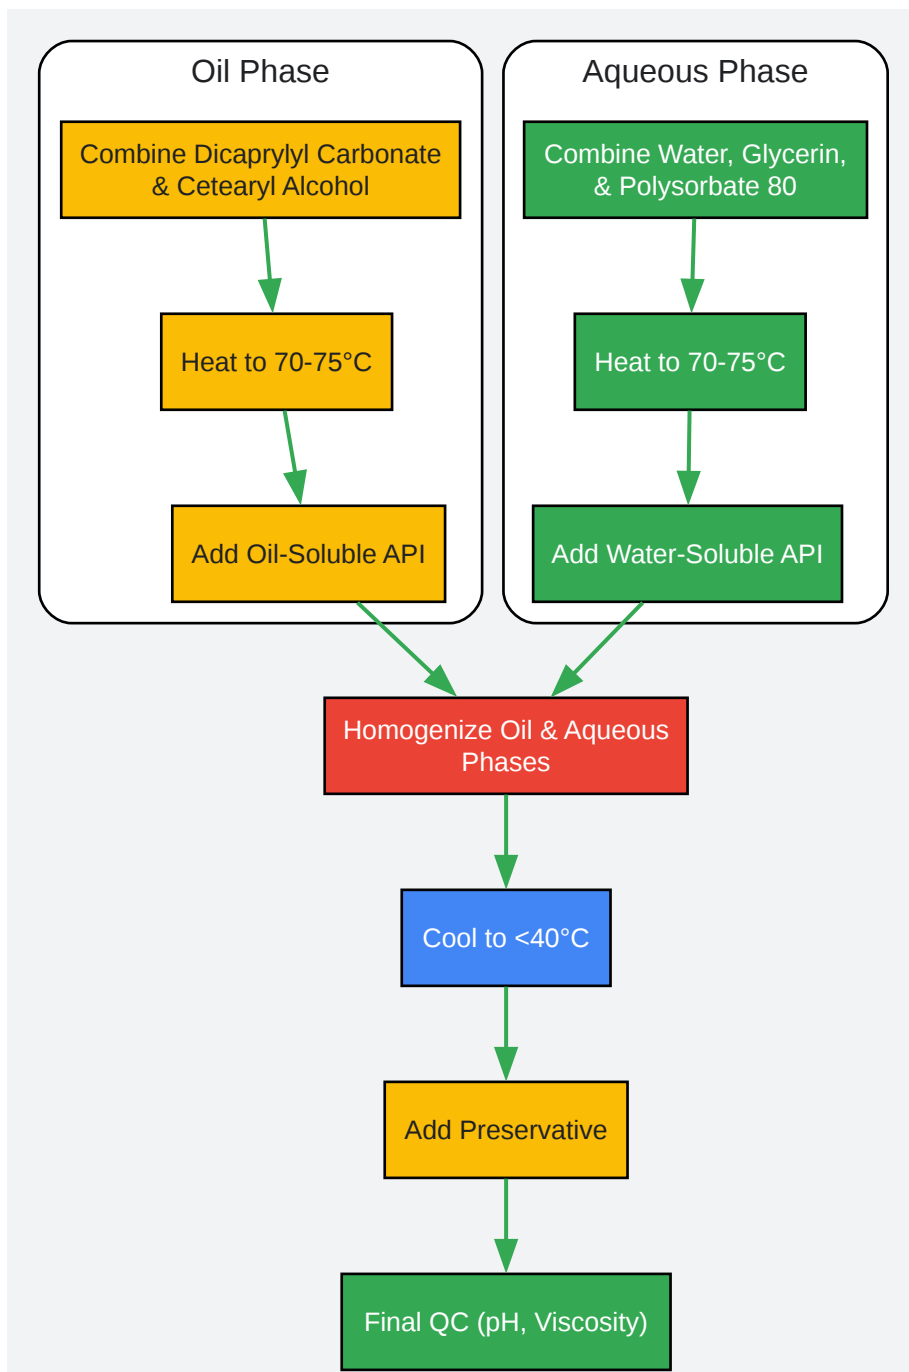 Oil Phase
Combine Dicaprylyl Carbonate
& Cetearyl Alcohol
Heat to 70-75°C
Add Oil-Soluble API
Aqueous Phase
Combine Water, Glycerin,
& Polysorbate 80
Heat to 70-75°C
Add Water-Soluble API
Homogenize Oil & Aqueous
Phases
Cool to <40°C
Add Preservative
Final QC (pH, Viscosity)